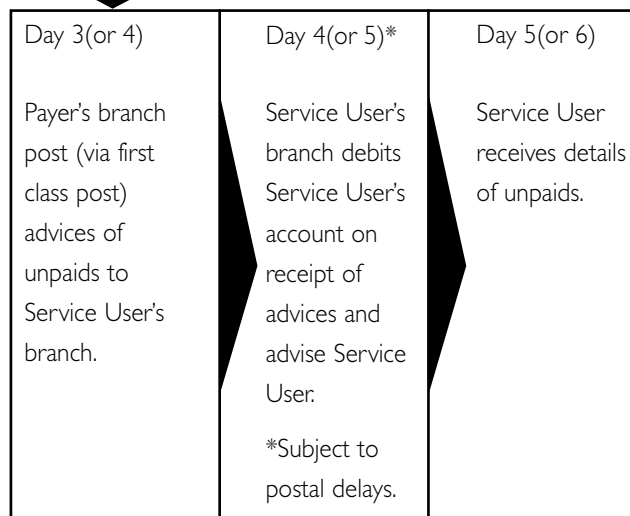 Day 3(or 4)
Payer's branch
post (via first
class post)
advices of
unpaids to
Service User's
branch.
Day 4(or 5)*
Service User's
branch debits
Service User's
account on
receipt of
advices and
advise Service
User.
*Subject to
postal delays.
Day 5(or 6)
Service User
receives details
of unpaids.